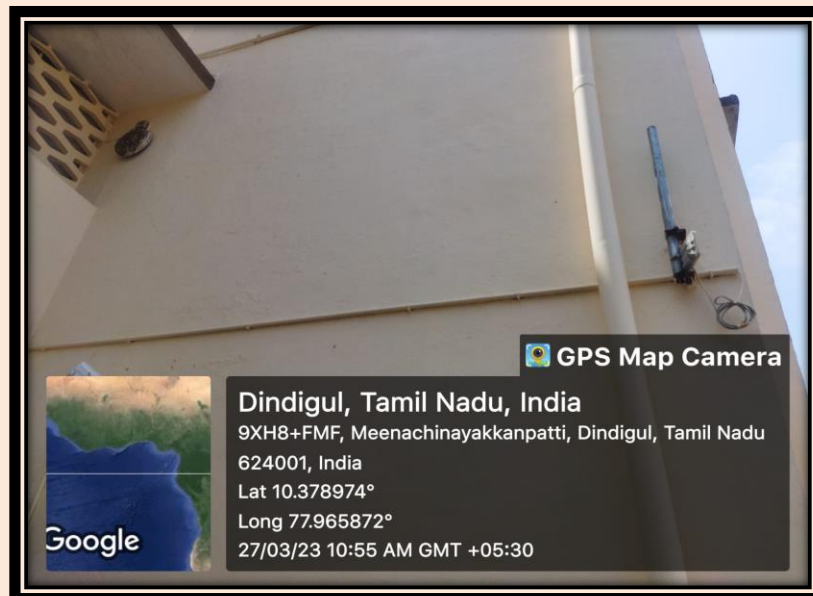 GPS Map Camera
Dindigul, Tamil Nadu, India
9XH8+FMF, Meenachinayakkanpatti, Dindigul, Tamil Nadu
624001, India
Lat 10.378974°
Long 77.965872°
27/03/23 10:55 AM GMT +05:30
Google